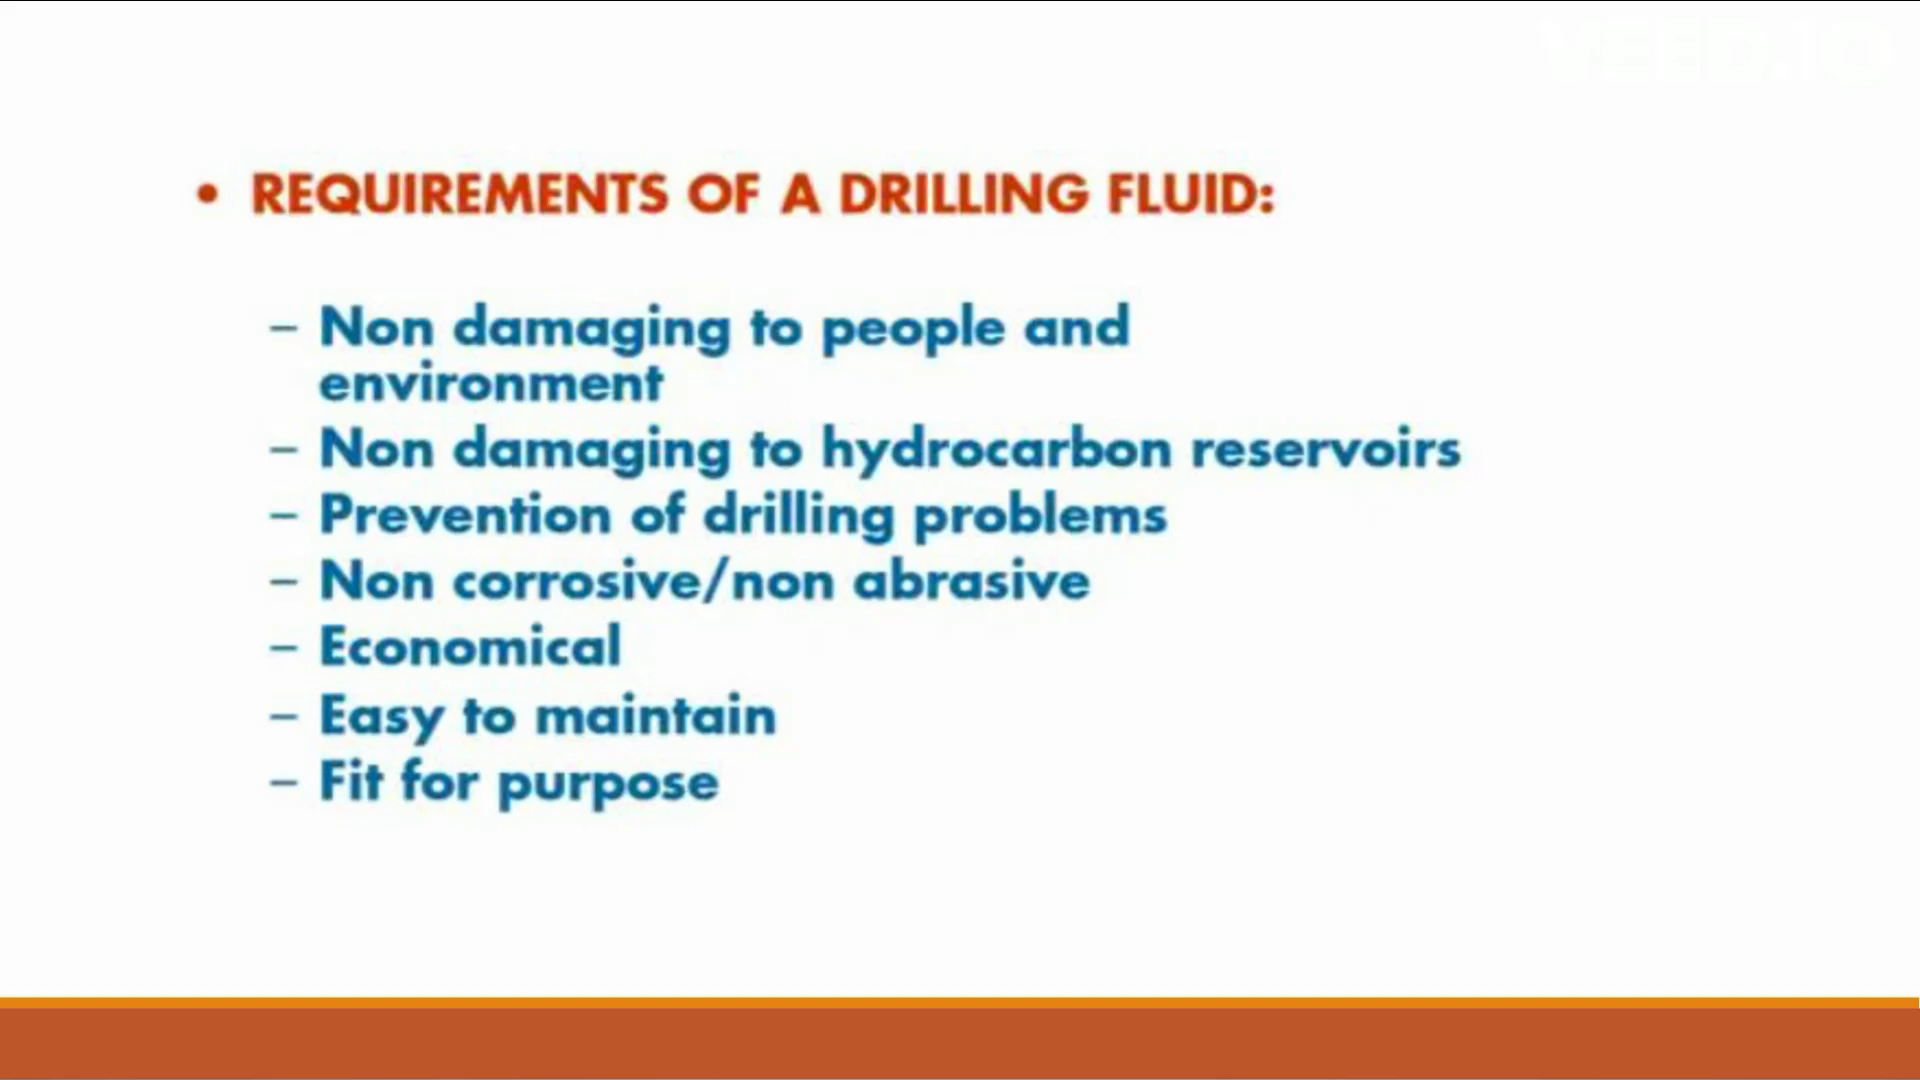 • REQUIREMENTS OF A DRILLING FLUID:
– Non damaging to people and
environment
– Non damaging to hydrocarbon reservoirs
– Prevention of drilling problems
– Non corrosive/non abrasive
– Economical
– Easy to maintain
– Fit for purpose